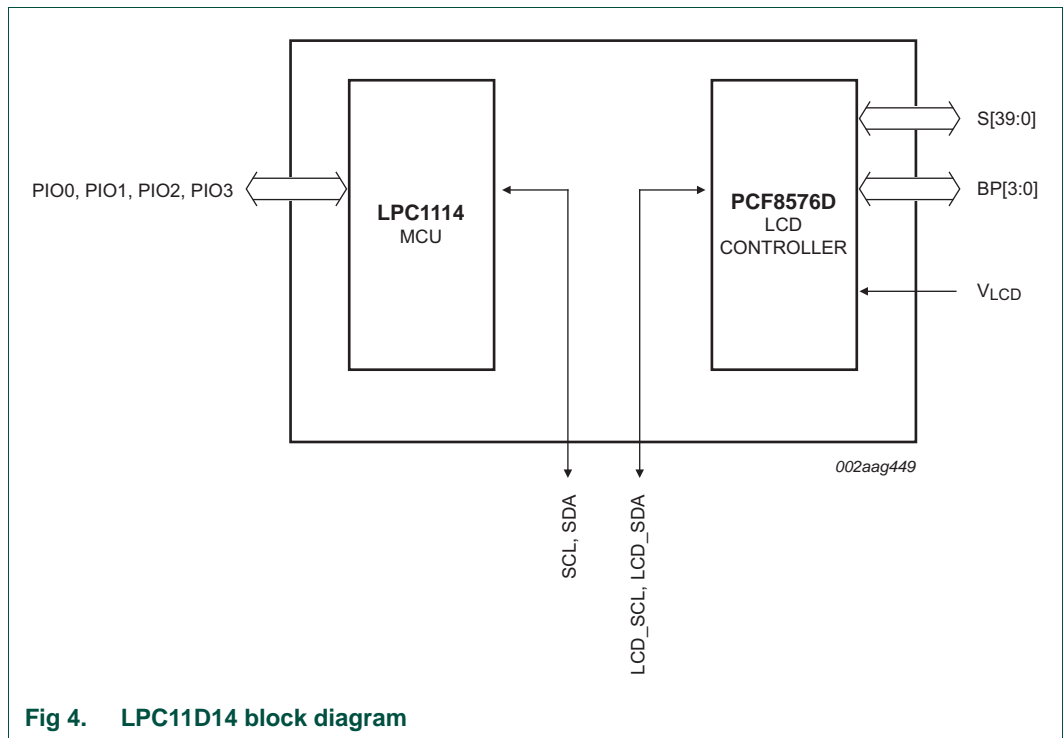 PIO0, PIO1, PIO2, PIO3
LPC1114
MCU
PCF8576D
LCD
CONTROLLER
S[39:0]
BP[3:0]
VLCD
002aag449
SCL, SDA
LCD_SCL, LCD_SDA
Fig 4. LPC11D14 block diagram